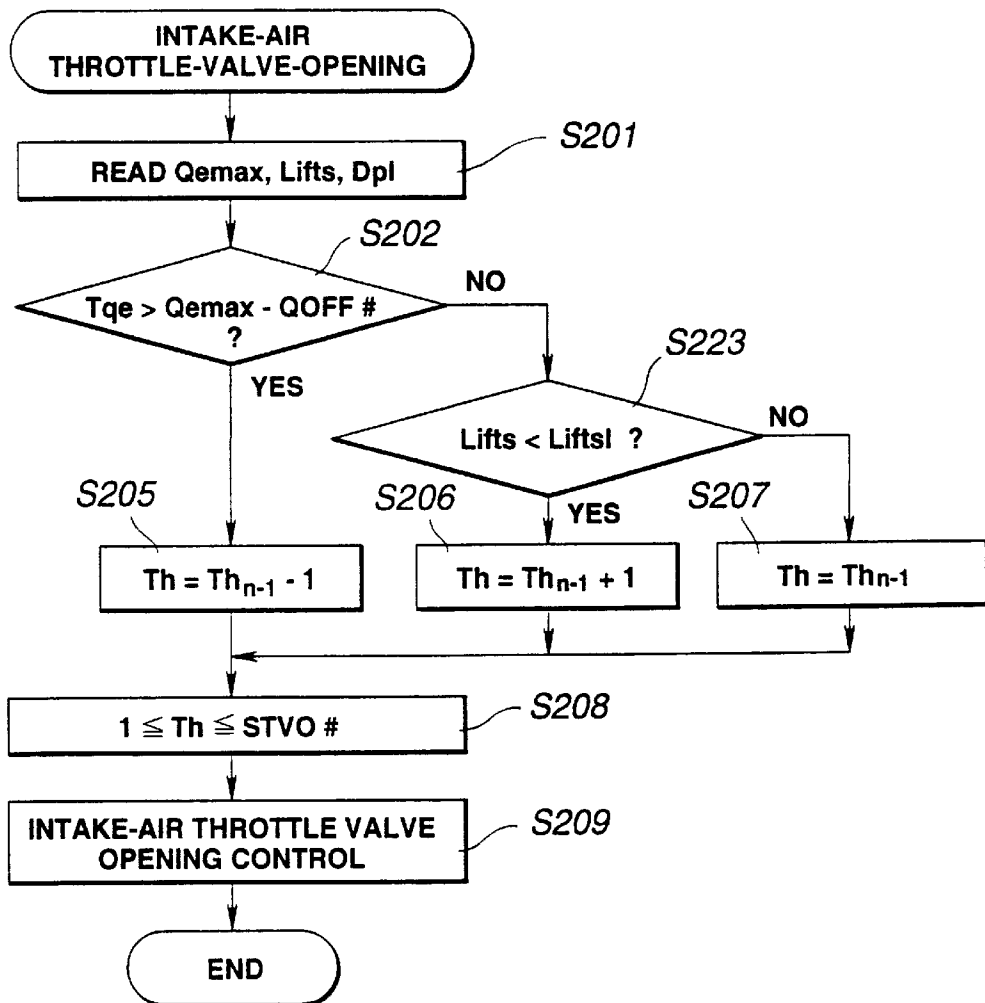 INTAKE-AIR
THROTTLE-VALVE-OPENING
S201
READ Qemax, Lifts, Dpl
S202
Tqe > Qemax - QOFF #
?
NO
YES
S223
Lifts < Liftsl ?
NO
YES
S205
Th = Thn-1 - 1
S206
Th = Thn-1 + 1
S207
Th = Thn-1
S208
1 ≦ Th ≦ STVO #
S209
INTAKE-AIR THROTTLE VALVE
OPENING CONTROL
END